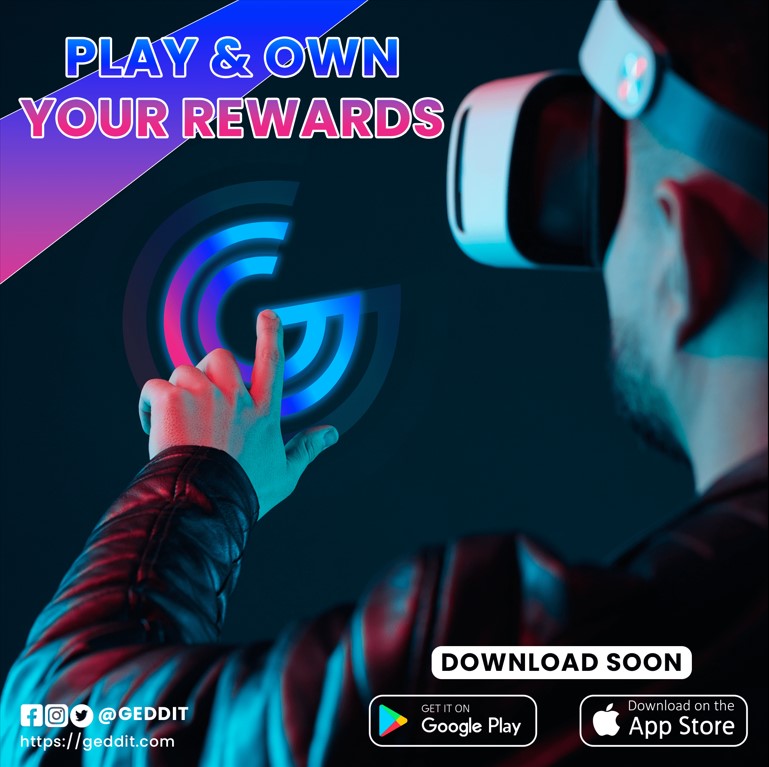 PLAY & OWN
YOUR REWARDS
DOWNLOAD SOON
@GEDDIT
https://geddit.com
GET IT ON
Google Play
Download on the
App Store